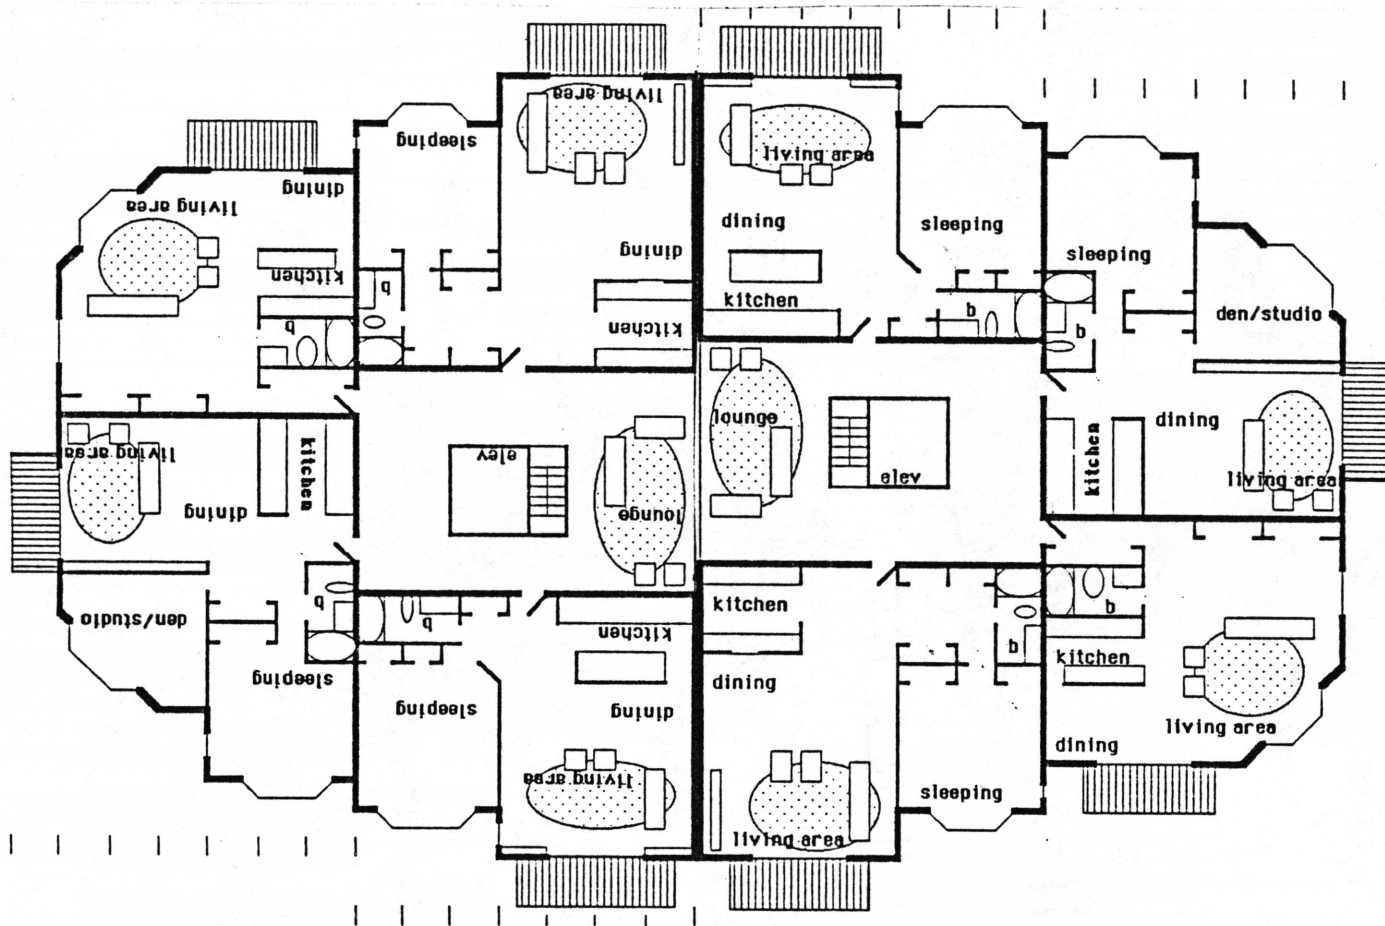 living area
sleeping
dining
living area
kitchen
b
b
dining
kitchen
living area
dining
kitchen
elev
lounge
den/studio
b
sleeping
b
sleeping
kitchen
dining
living area
living area
dining
kitchen
sleeping
b
sleeping
b
den/studio
lounge
elev
dining
kitchen
living area
kitchen
dining
living area
b
sleeping
b
kitchen
living area
dining